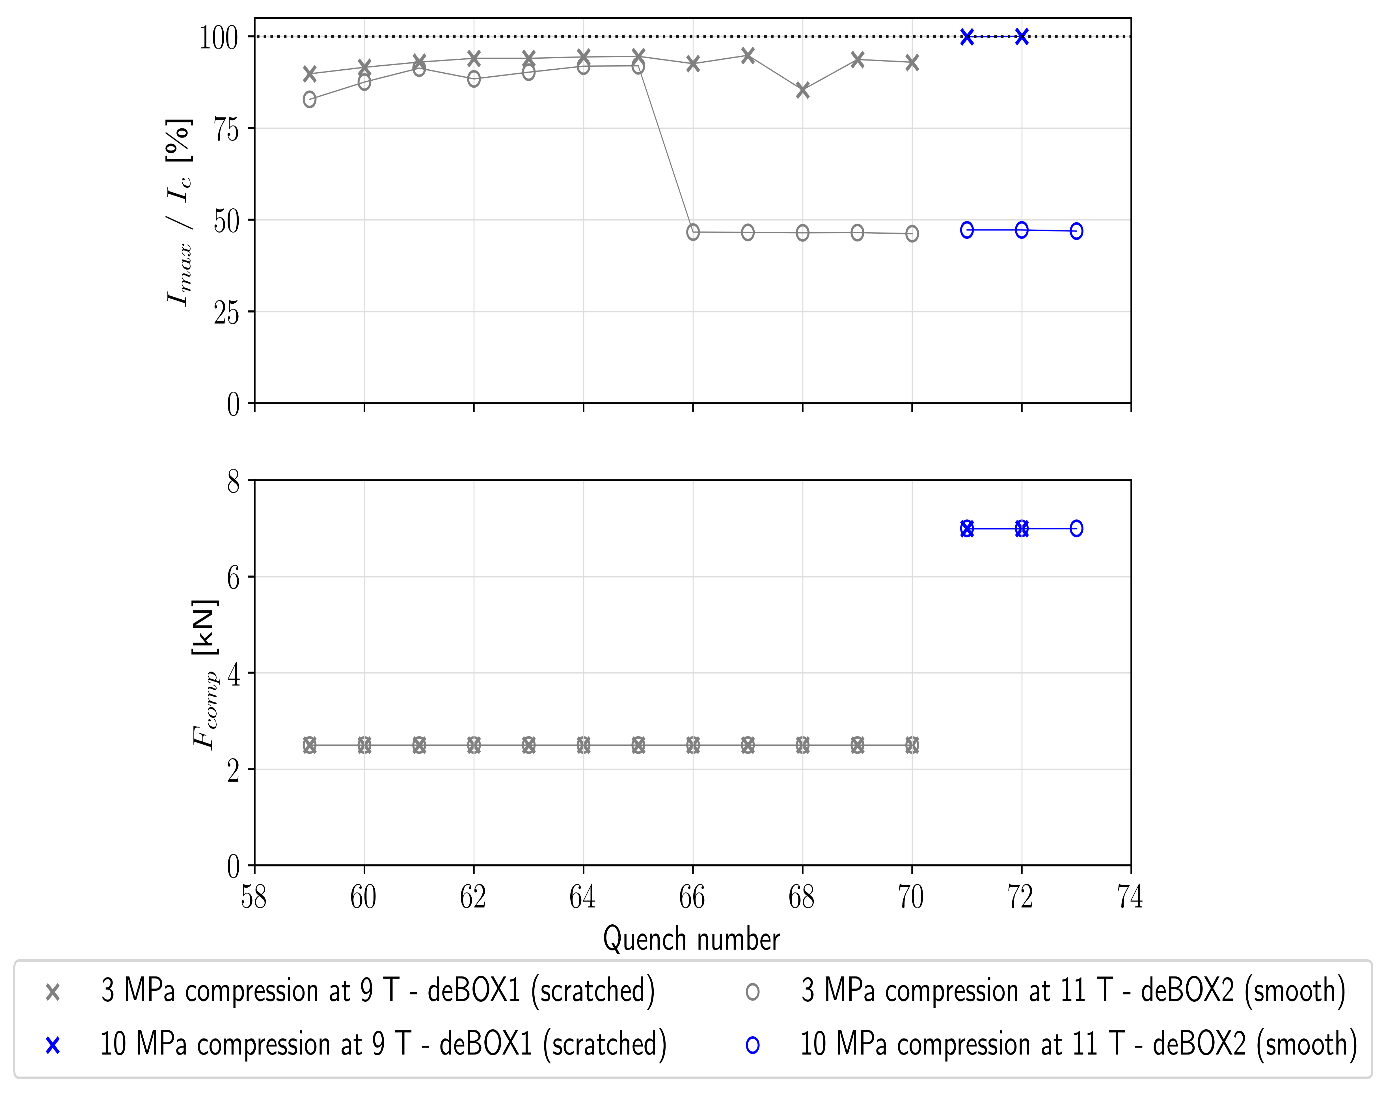 100
75
50
25
0
I_max / I_c [%]
8
6
4
2
0
F_comp [kN]
58 60 62 64 66 68 70 72 74
Quench number
3 MPa compression at 9 T - deBOX1 (scratched)
3 MPa compression at 11 T - deBOX2 (smooth)
10 MPa compression at 9 T - deBOX1 (scratched)
10 MPa compression at 11 T - deBOX2 (smooth)